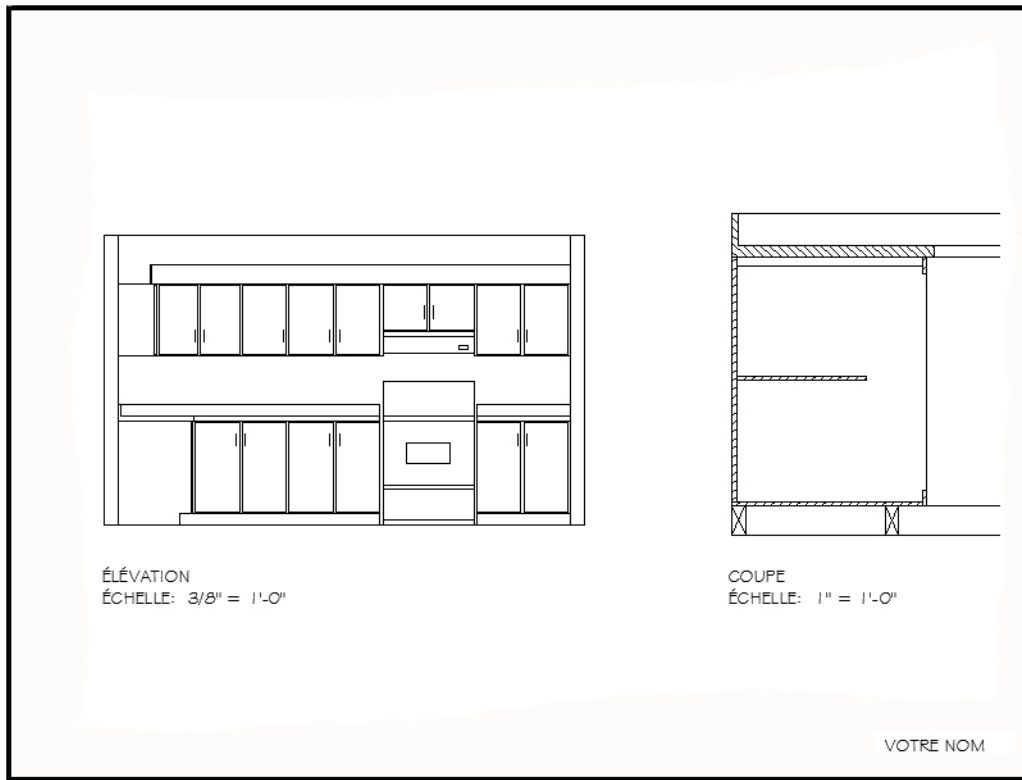 ÉLÉVATION
ÉCHELLE: 3/8" = 1'-0"
COUPE
ÉCHELLE: 1" = 1'-0"
VOTRE NOM